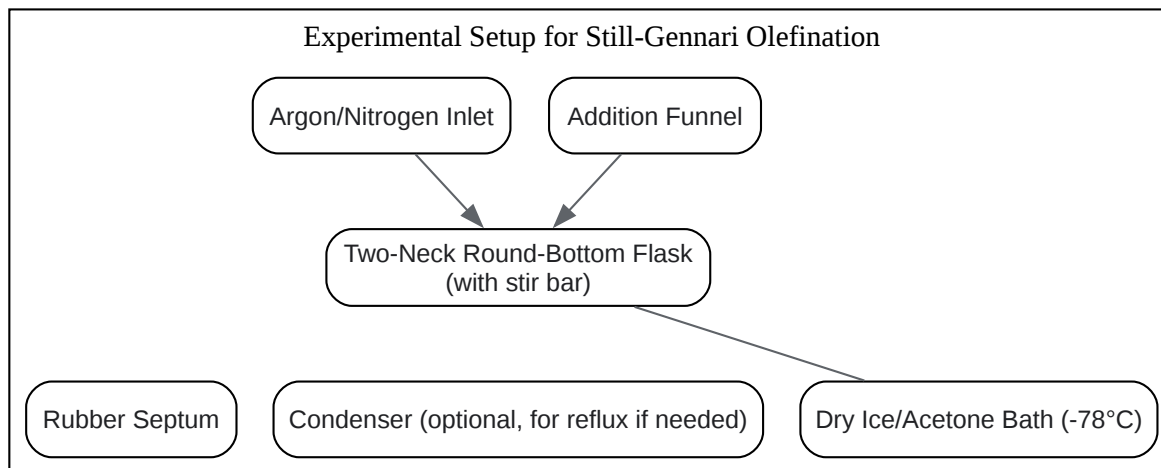 Experimental Setup for Still-Gennari Olefination
Argon/Nitrogen Inlet
Addition Funnel
Two-Neck Round-Bottom Flask
(with stir bar)
Rubber Septum
Condenser (optional, for reflux if needed)
Dry Ice/Acetone Bath (-78°C)